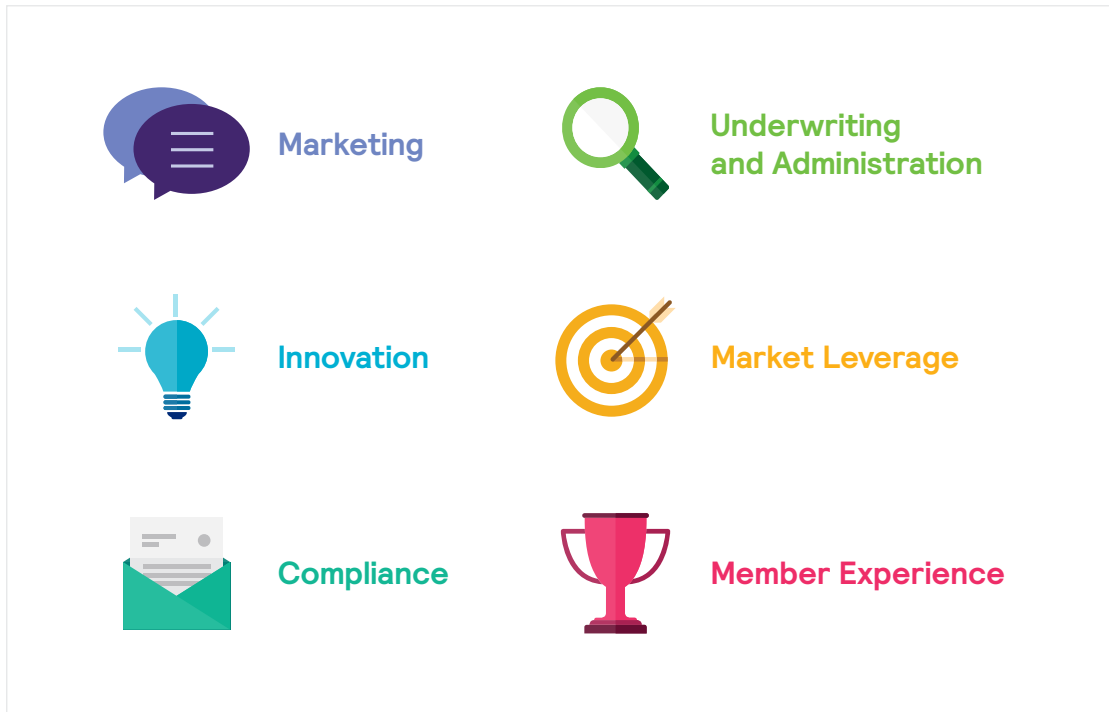 Marketing
Underwriting
and Administration
Innovation
Market Leverage
Compliance
Member Experience